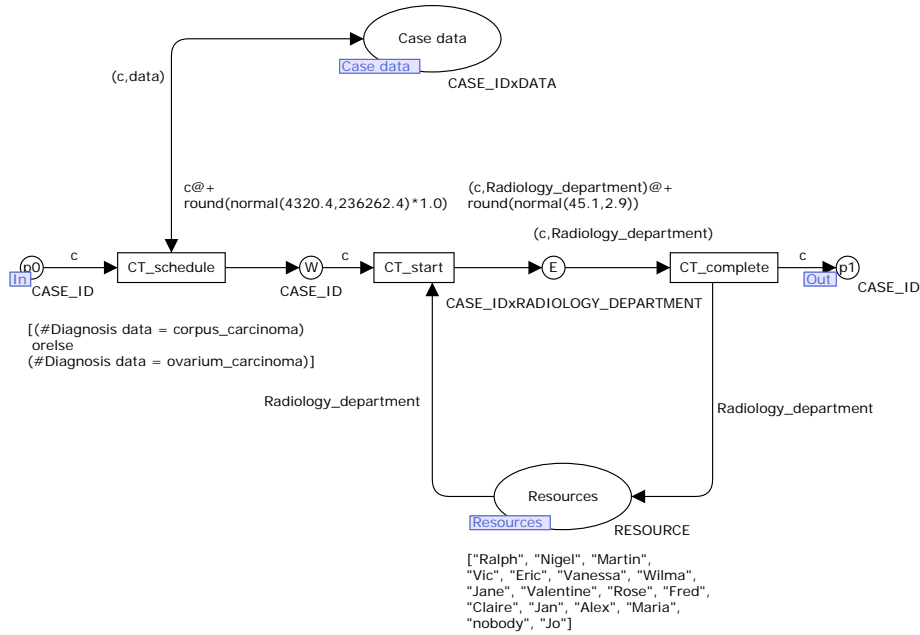 Case data
Case data
CASE_IDxDATA
(c,data)
c@+
round(normal(4320.4,236262.4)*1.0)
(c,Radiology_department)@+
round(normal(45.1,2.9))
(c,Radiology_department)
p0
In
c
CASE_ID
CT_schedule
W
CASE_ID
c
CT_start
E
CASE_IDxRADIOLOGY_DEPARTMENT
CT_complete
c
Out
p1
CASE_ID
[(#Diagnosis data = corpus_carcinoma)
orelse
(#Diagnosis data = ovarium_carcinoma)]
Radiology_department
Radiology_department
Resources
Resources
RESOURCE
["Ralph", "Nigel", "Martin",
"Vic", "Eric", "Vanessa", "Wilma",
"Jane", "Valentine", "Rose", "Fred",
"Claire", "Jan", "Alex", "Maria",
"nobody", "Jo"]